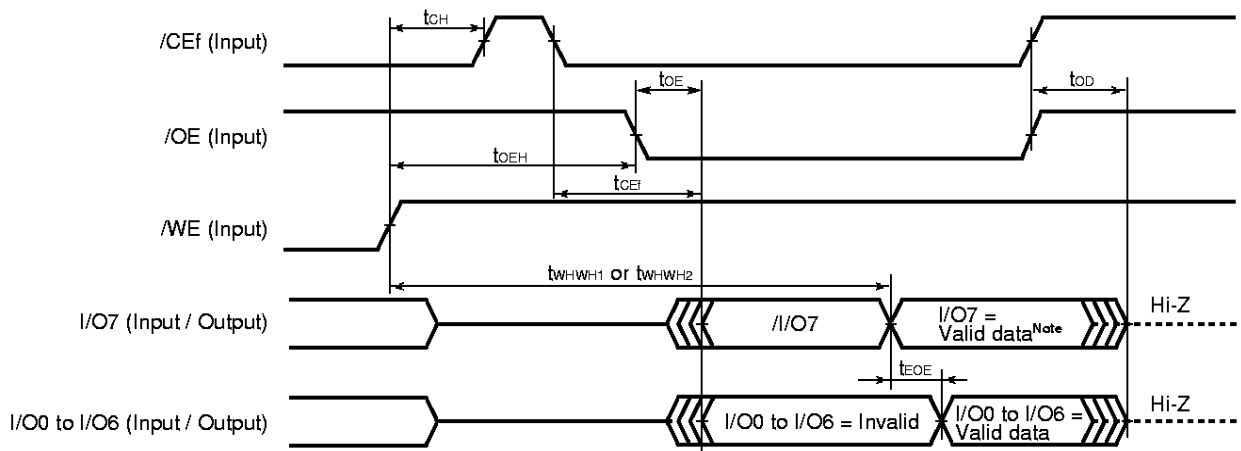 tCH
/CEf (Input)
tOE
tOD
/OE (Input)
tOEH
tCEf
/WE (Input)
tWHWH1 or tWHWH2
I/O7 (Input / Output)
/I/O7
I/O7 =
Valid dataNote
Hi-Z
tEOE
I/O0 to I/O6 (Input / Output)
I/O0 to I/O6 = Invalid
I/O0 to I/O6 =
Valid data
Hi-Z